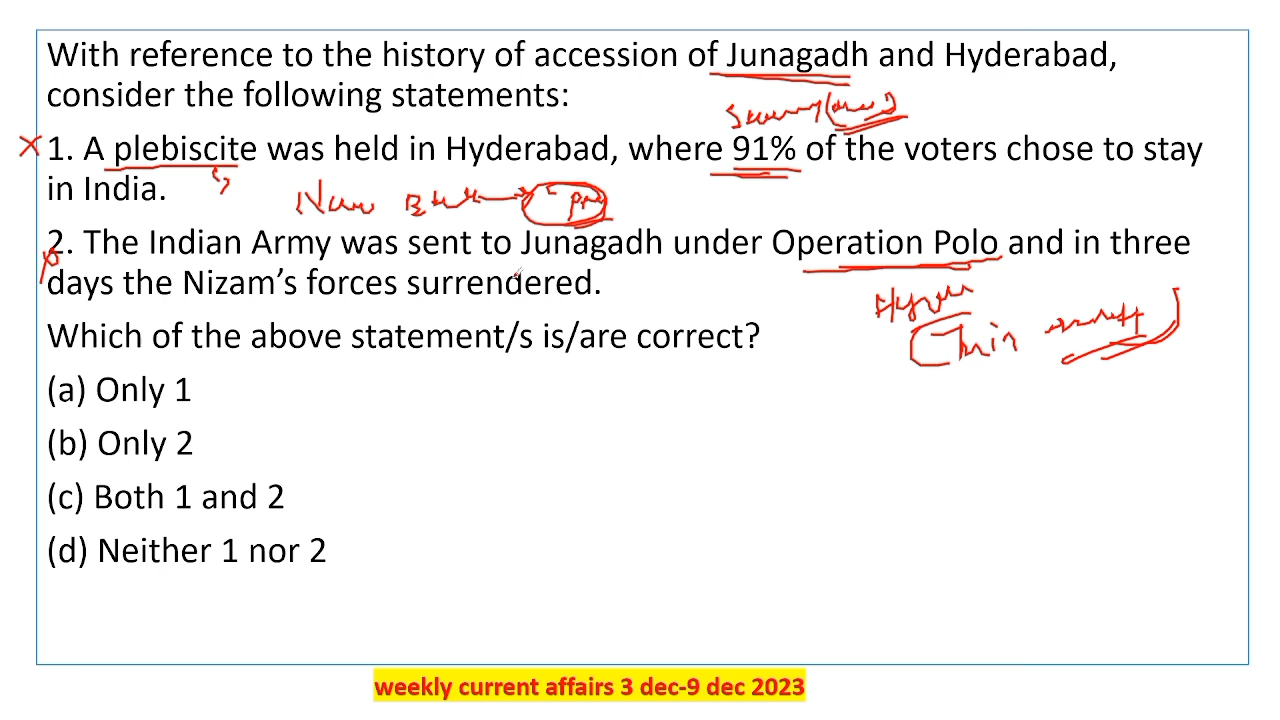 With reference to the history of accession of Junagadh and Hyderabad,
consider the following statements:
1. A plebiscite was held in Hyderabad, where 91% of the voters chose to stay
in India.
2. The Indian Army was sent to Junagadh under Operation Polo and in three
days the Nizam’s forces surrendered.
Which of the above statement/s is/are correct?
(a) Only 1
(b) Only 2
(c) Both 1 and 2
(d) Neither 1 nor 2
weekly current affairs 3 dec-9 dec 2023